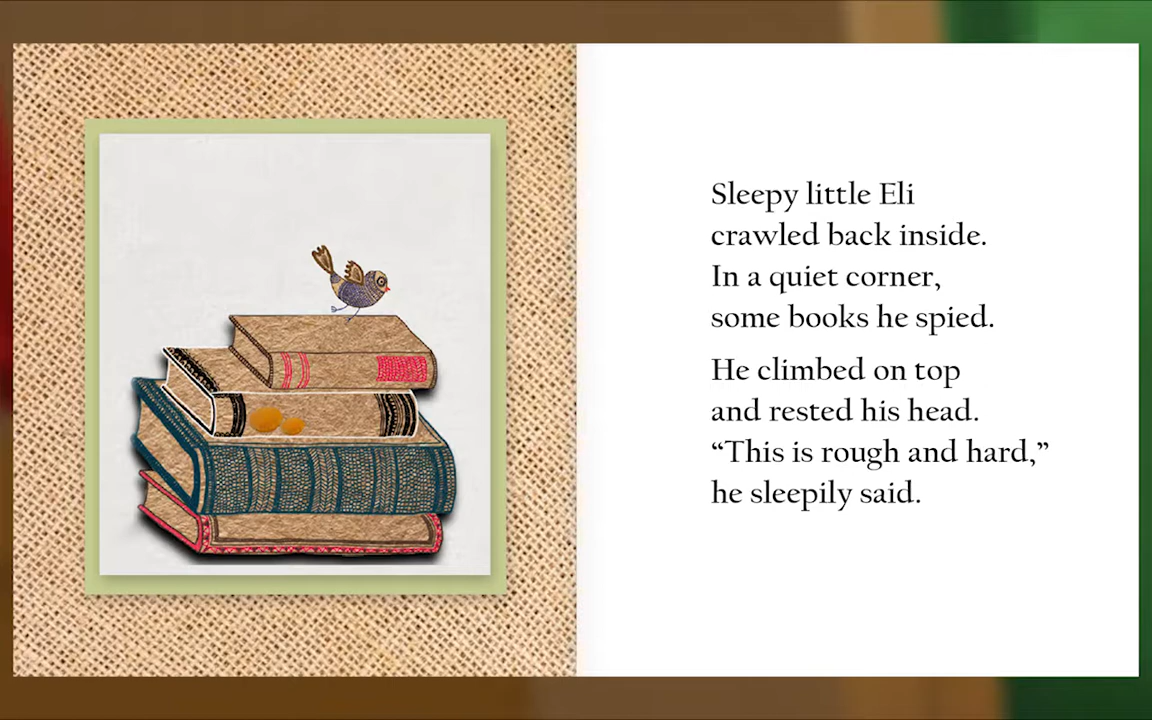 Sleepy little Eli
crawled back inside.
In a quiet corner,
some books he spied.
He climbed on top
and rested his head.
“This is rough and hard,”
he sleepily said.